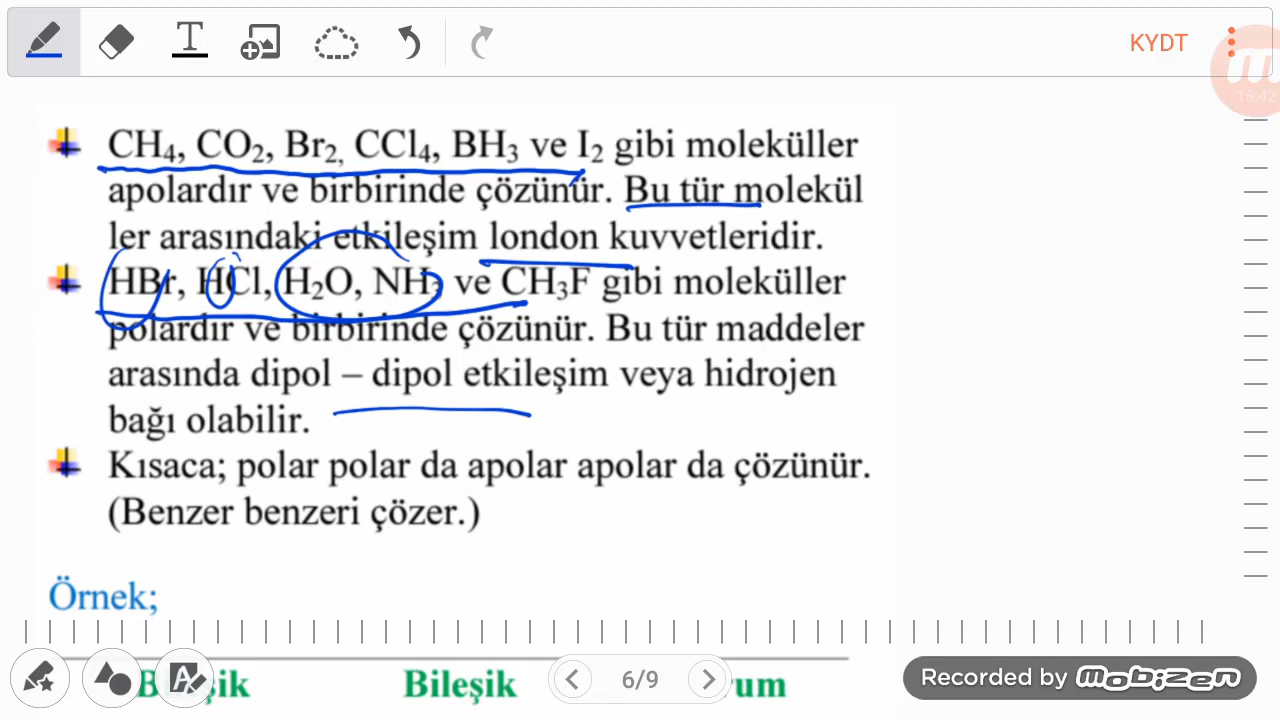 T
KYDT
18:42
CH₄, CO₂, Br₂, CCl₄, BH₃ ve I₂ gibi moleküller
apolardır ve birbirinde çözünür. Bu tür molekül
ler arasındaki etkileşim london kuvvetleridir.
HBr, HCl, H₂O, NH₃ ve CH₃F gibi moleküller
polardır ve birbirinde çözünür. Bu tür maddeler
arasında dipol – dipol etkileşim veya hidrojen
bağı olabilir.
Kısaca; polar polar da apolar apolar da çözünür.
(Benzer benzeri çözer.)
Örnek;
Bileşik
6/9
Recorded by mobizen